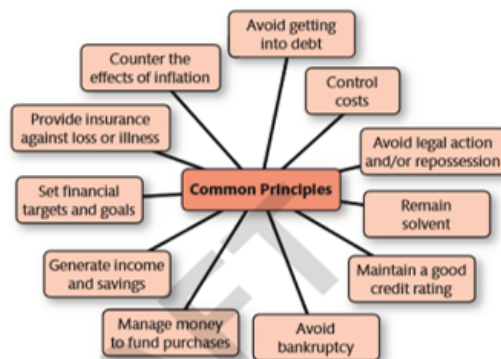 Avoid getting
into debt
Counter the
effects of inflation
Control
costs
Provide insurance
against loss or illness
Avoid legal action
and/or repossession
Common Principles
Set financial
targets and goals
Remain
solvent
Generate income
and savings
Maintain a good
credit rating
Manage money
to fund purchases
Avoid
bankruptcy